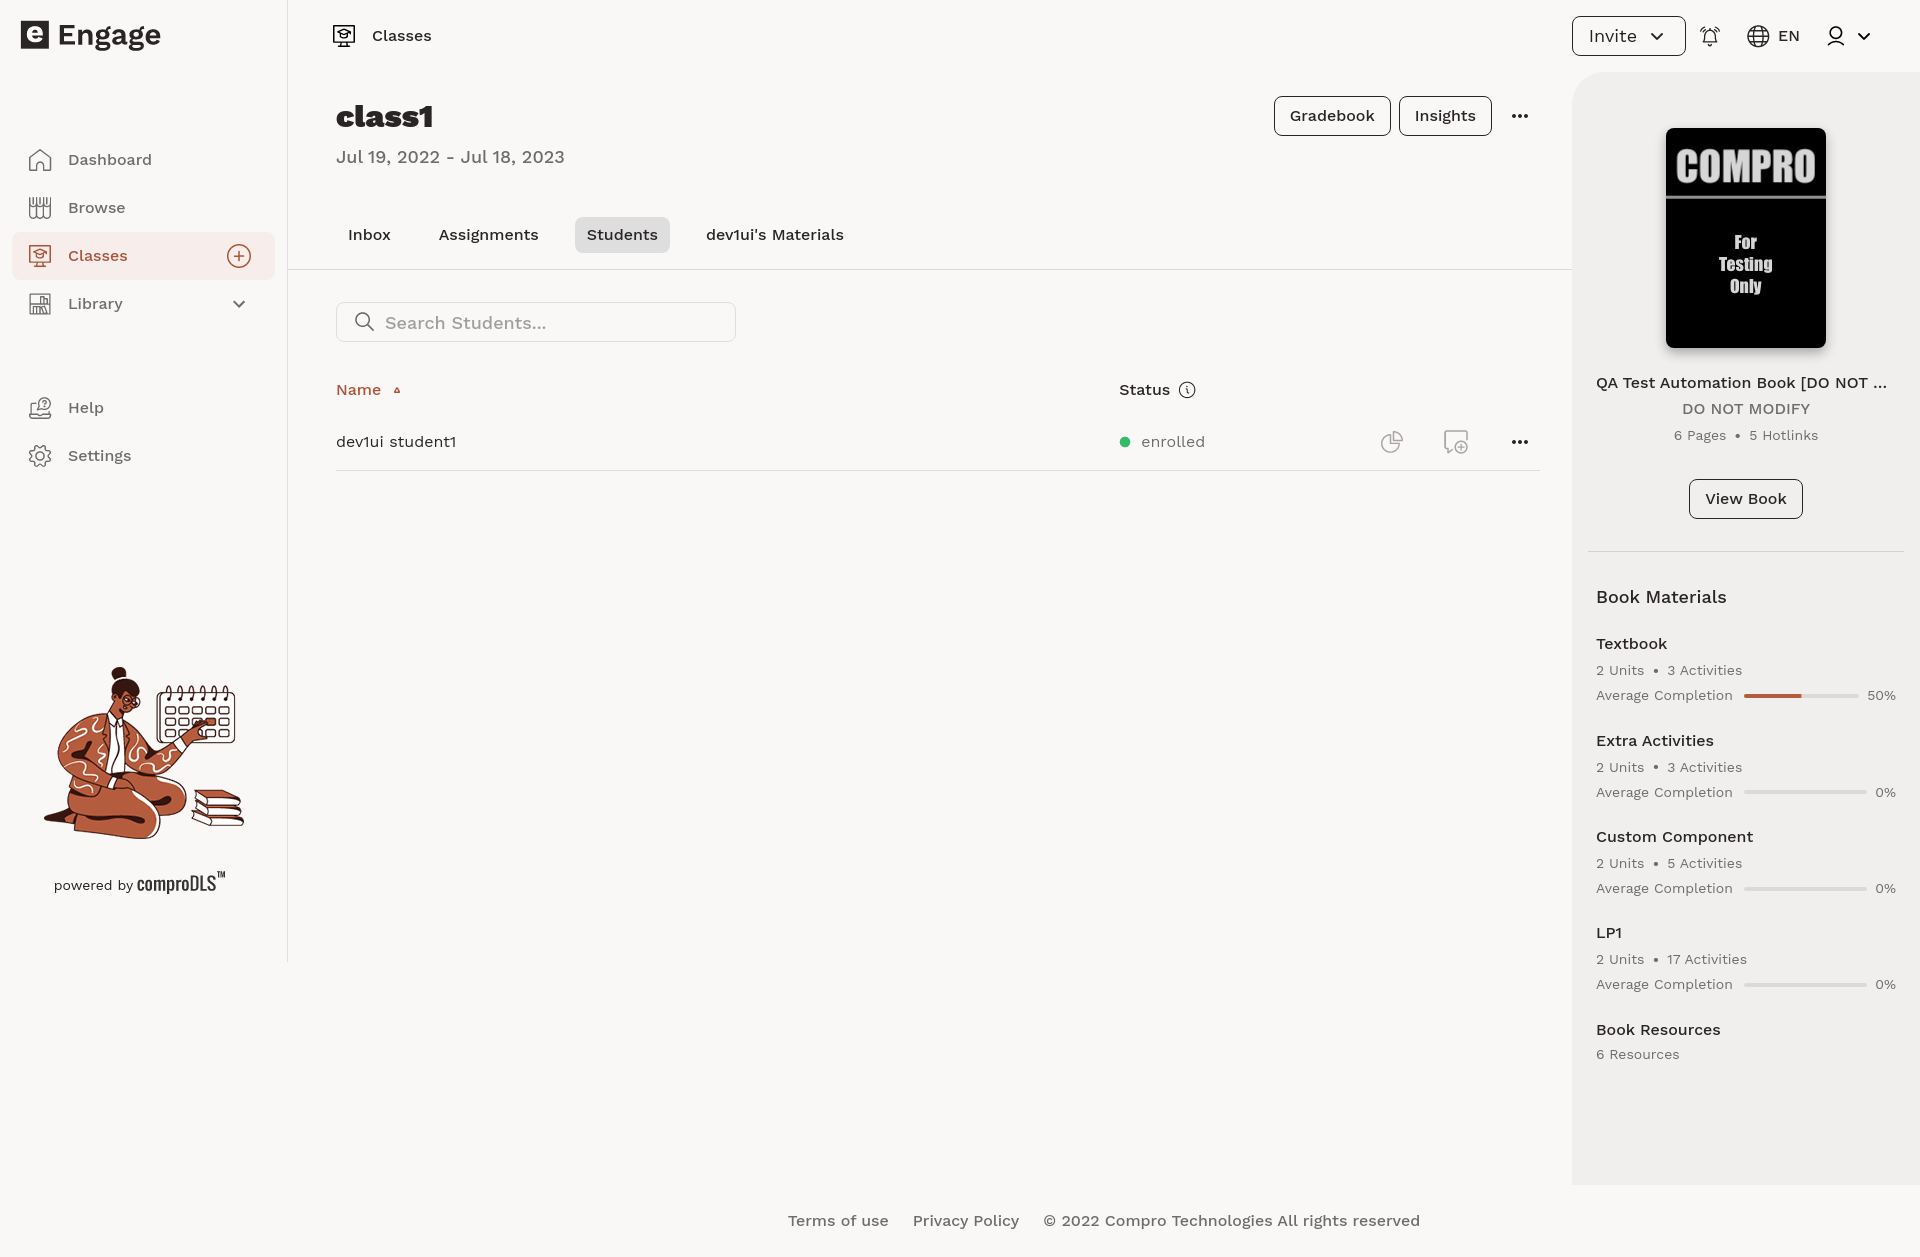 e Engage
Classes
Invite
EN
Dashboard
Browse
Classes
Library
Help
Settings
powered by comproDLS™
class1
Jul 19, 2022 - Jul 18, 2023
Gradebook
Insights
Inbox
Assignments
Students
dev1ui's Materials
Search Students...
Name
Status
dev1ui student1
enrolled
COMPRO
For
Testing
Only
QA Test Automation Book [DO NOT ...
DO NOT MODIFY
6 Pages • 5 Hotlinks
View Book
Book Materials
Textbook
2 Units • 3 Activities
Average Completion 50%
Extra Activities
2 Units • 3 Activities
Average Completion 0%
Custom Component
2 Units • 5 Activities
Average Completion 0%
LP1
2 Units • 17 Activities
Average Completion 0%
Book Resources
6 Resources
Terms of use
Privacy Policy
© 2022 Compro Technologies All rights reserved